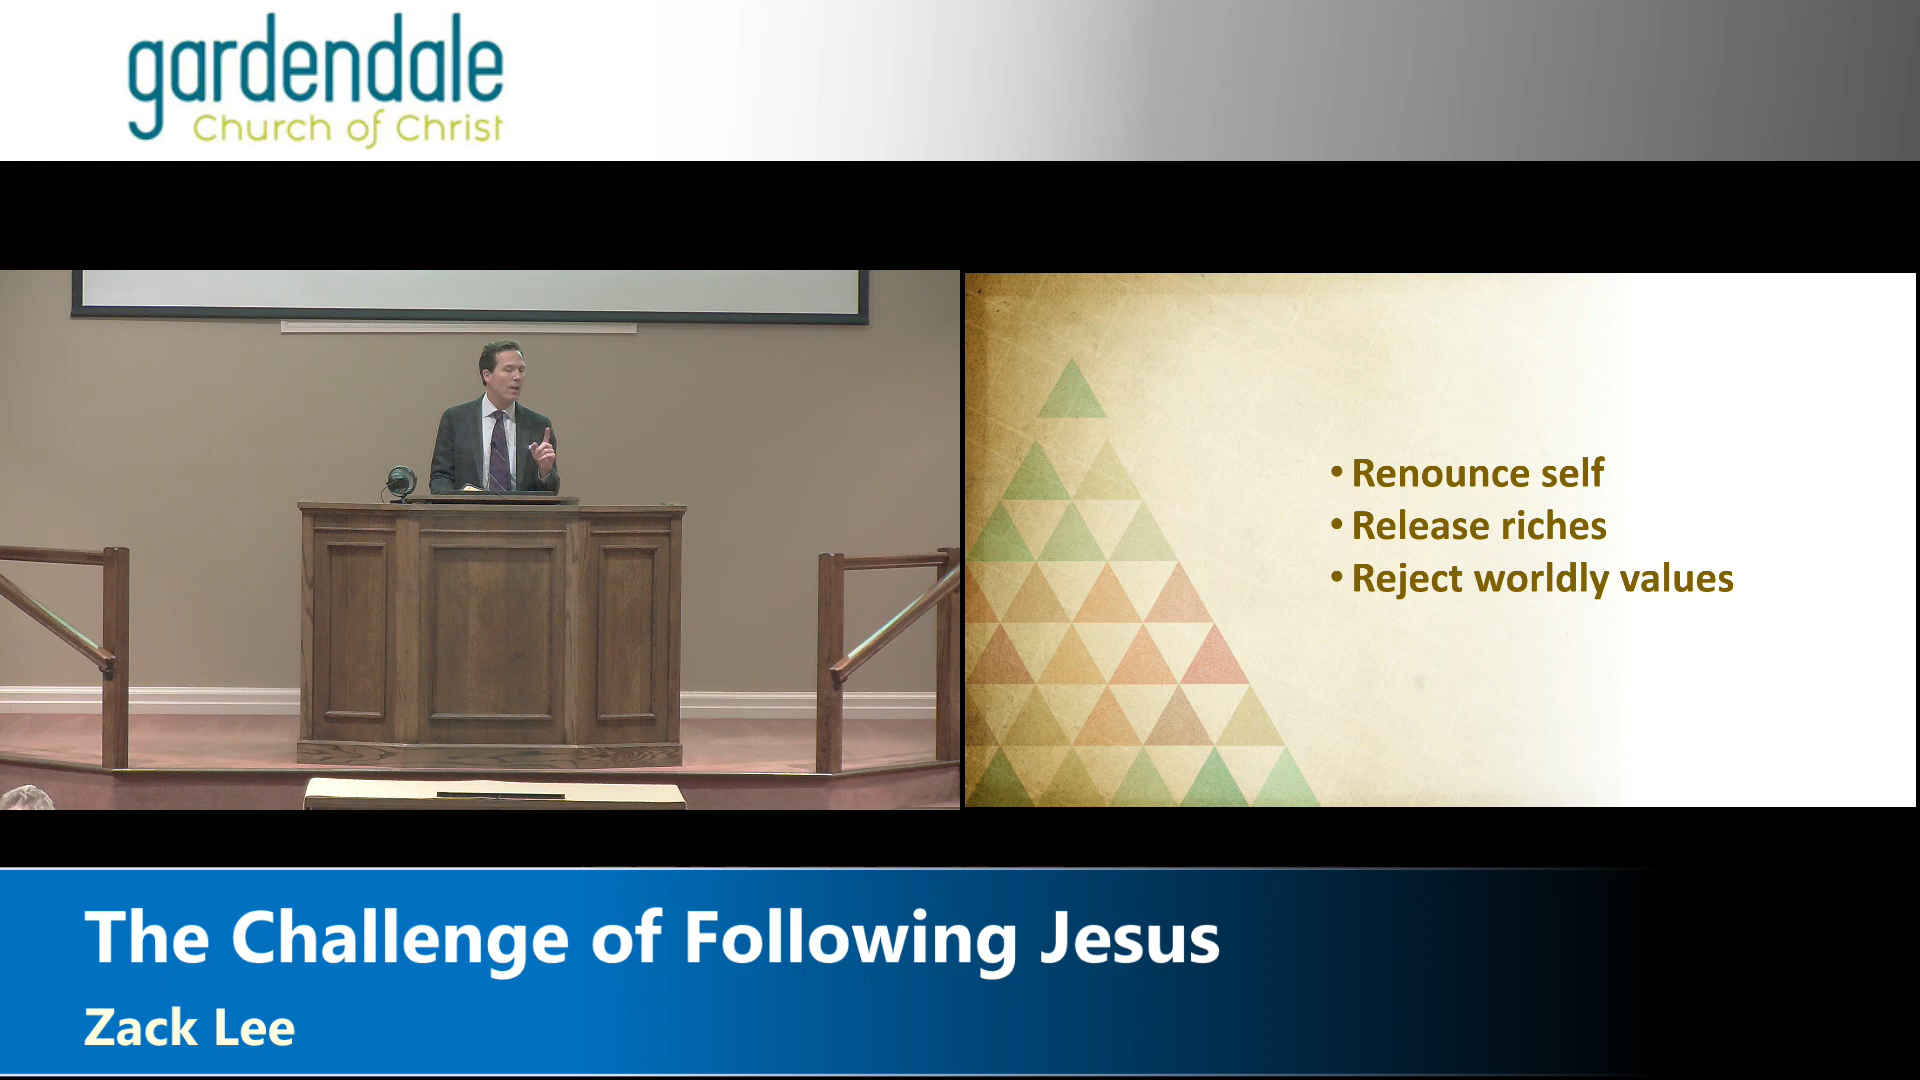 gardendale
Church of Christ
• Renounce self
• Release riches
• Reject worldly values
The Challenge of Following Jesus
Zack Lee